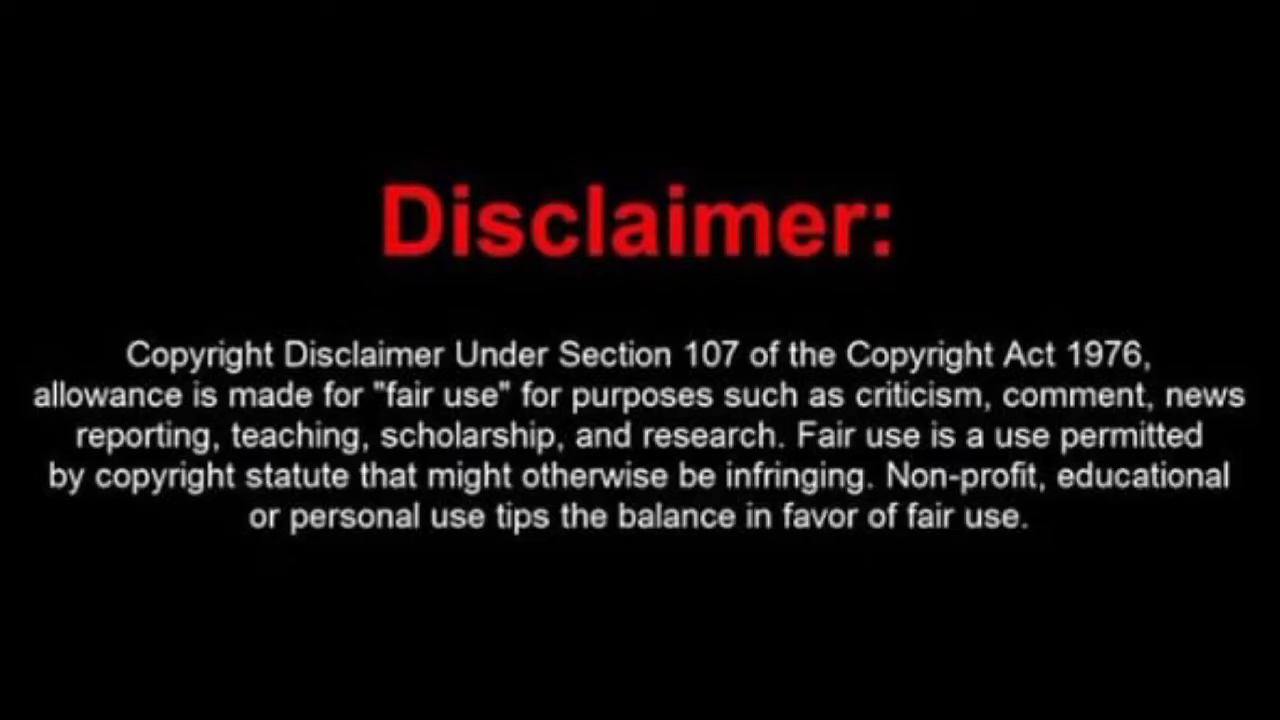 Disclaimer:
Copyright Disclaimer Under Section 107 of the Copyright Act 1976,
allowance is made for "fair use" for purposes such as criticism, comment, news
reporting, teaching, scholarship, and research. Fair use is a use permitted
by copyright statute that might otherwise be infringing. Non-profit, educational
or personal use tips the balance in favor of fair use.